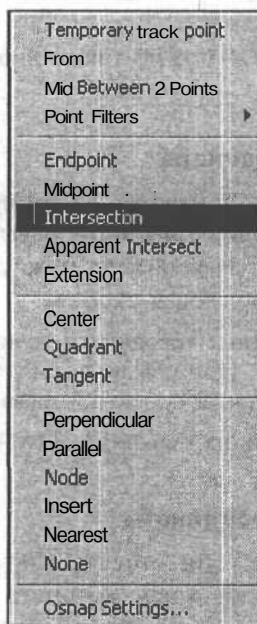 Temporary track point
From
Mid Between 2 Points
Point Filters
Endpoint
Midpoint
Intersection
Apparent Intersect
Extension
Center
Quadrant
Tangent
Perpendicular
Parallel
Node
Insert
Nearest
None
Osnap Settings...